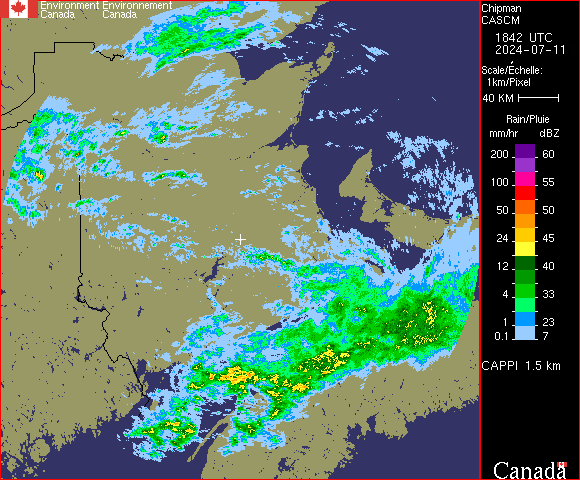 Environment Environnement
Canada Canada
Chipman
CASCM
1842 UTC
2024-07-11
Scale/Échelle:
1km/Pixel
40 KM
Rain/Pluie
mm/hr dBZ
200 60
100 55
50 50
24 45
12 40
4 33
1 23
0.1 7
CAPPI 1.5 km
Canada